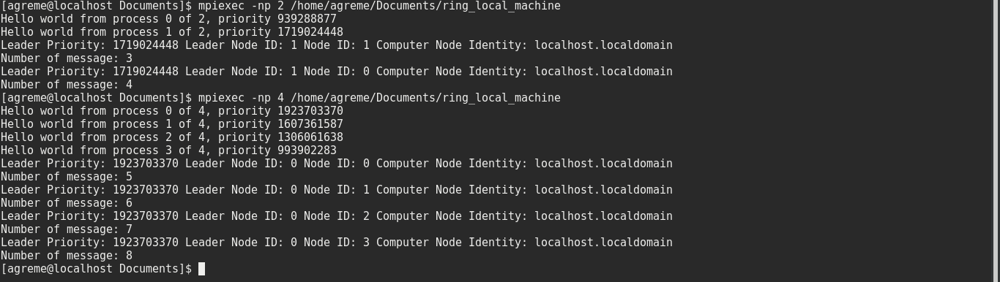 [agreme@localhost Documents]$ mpiexec -np 2 /home/agreme/Documents/ring_local_machine
Hello world from process 0 of 2, priority 939288877
Hello world from process 1 of 2, priority 1719024448
Leader Priority: 1719024448 Leader Node ID: 1 Node ID: 1 Computer Node Identity: localhost.localdomain
Number of message: 3
Leader Priority: 1719024448 Leader Node ID: 1 Node ID: 0 Computer Node Identity: localhost.localdomain
Number of message: 4
[agreme@localhost Documents]$ mpiexec -np 4 /home/agreme/Documents/ring_local_machine
Hello world from process 0 of 4, priority 1923703370
Hello world from process 1 of 4, priority 1607361587
Hello world from process 2 of 4, priority 1306061638
Hello world from process 3 of 4, priority 993902283
Leader Priority: 1923703370 Leader Node ID: 0 Node ID: 0 Computer Node Identity: localhost.localdomain
Number of message: 5
Leader Priority: 1923703370 Leader Node ID: 0 Node ID: 1 Computer Node Identity: localhost.localdomain
Number of message: 6
Leader Priority: 1923703370 Leader Node ID: 0 Node ID: 2 Computer Node Identity: localhost.localdomain
Number of message: 7
Leader Priority: 1923703370 Leader Node ID: 0 Node ID: 3 Computer Node Identity: localhost.localdomain
Number of message: 8
[agreme@localhost Documents]$